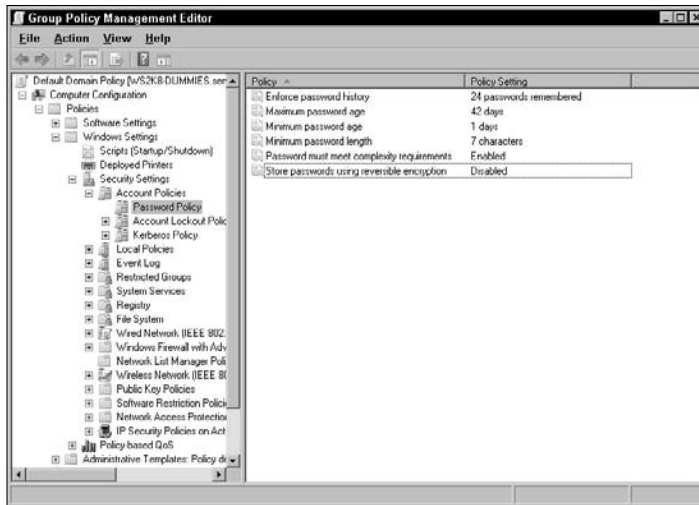 Group Policy Management Editor
File Action View Help
Default Domain Policy [WS2K8-DUMMIES.ser
Computer Configuration
Policies
Software Settings
Windows Settings
Scripts (Startup/Shutdown)
Deployed Printers
Security Settings
Account Policies
Password Policy
Account Lockout Polic
Kerberos Policy
Local Policies
Event Log
Restricted Groups
System Services
Registry
File System
Wired Network (IEEE 802.
Windows Firewall with Adv
Network List Manager Poli
Wireless Network (IEEE 80
Public Key Policies
Software Restriction Polici
Network Access Protection
IP Security Policies on Act
Policy-based QoS
Administrative Templates: Policy de
Policy Policy Setting
Enforce password history 24 passwords remembered
Maximum password age 42 days
Minimum password age 1 days
Minimum password length 7 characters
Password must meet complexity requirements Enabled
Store passwords using reversible encryption Disabled